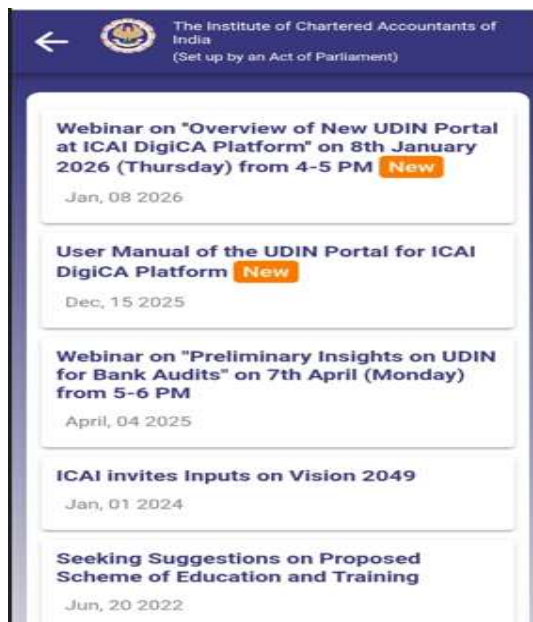 The Institute of Chartered Accountants of
India
(Set up by an Act of Parliament)
Webinar on "Overview of New UDIN Portal
at ICAI DigiCA Platform" on 8th January
2026 (Thursday) from 4-5 PM New
Jan, 08 2026
User Manual of the UDIN Portal for ICAI
DigiCA Platform New
Dec, 15 2025
Webinar on "Preliminary Insights on UDIN
for Bank Audits" on 7th April (Monday)
from 5-6 PM
April, 04 2025
ICAI invites Inputs on Vision 2049
Jan, 01 2024
Seeking Suggestions on Proposed
Scheme of Education and Training
Jun, 20 2022